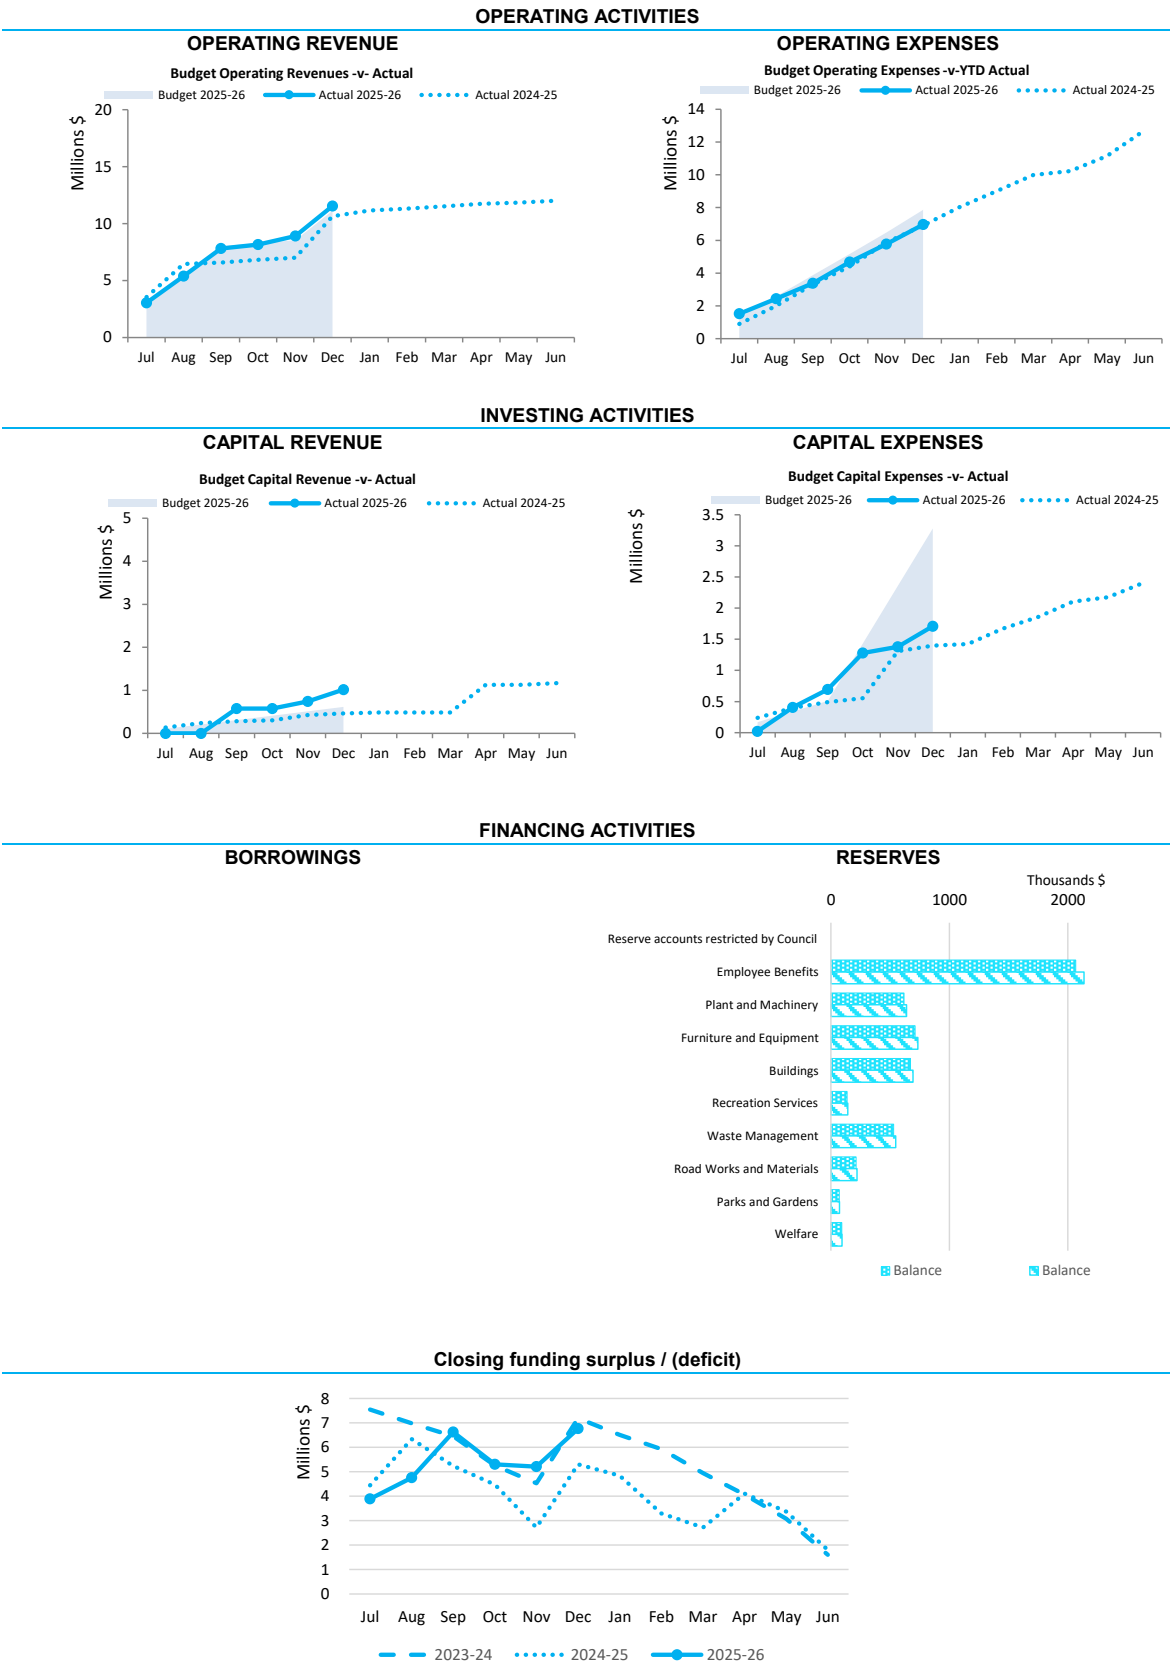 OPERATING ACTIVITIES
OPERATING REVENUE
OPERATING EXPENSES
Budget Operating Revenues -v- Actual
Budget 2025-26
Actual 2025-26
Actual 2024-25
Millions $
20
15
10
5
0
Jul Aug Sep Oct Nov Dec Jan Feb Mar Apr May Jun
Budget Operating Expenses -v-YTD Actual
Budget 2025-26
Actual 2025-26
Actual 2024-25
Millions $
14
12
10
8
6
4
2
0
Jul Aug Sep Oct Nov Dec Jan Feb Mar Apr May Jun
INVESTING ACTIVITIES
CAPITAL REVENUE
CAPITAL EXPENSES
Budget Capital Revenue -v- Actual
Budget 2025-26
Actual 2025-26
Actual 2024-25
Millions $
5
4
3
2
1
0
Jul Aug Sep Oct Nov Dec Jan Feb Mar Apr May Jun
Budget Capital Expenses -v- Actual
Budget 2025-26
Actual 2025-26
Actual 2024-25
Millions $
3.5
3
2.5
2
1.5
1
0.5
0
Jul Aug Sep Oct Nov Dec Jan Feb Mar Apr May Jun
FINANCING ACTIVITIES
BORROWINGS
RESERVES
Thousands $
0 1000 2000
Reserve accounts restricted by Council
Employee Benefits
Plant and Machinery
Furniture and Equipment
Buildings
Recreation Services
Waste Management
Road Works and Materials
Parks and Gardens
Welfare
Balance
Balance
Closing funding surplus / (deficit)
Millions $
8
7
6
5
4
3
2
1
0
Jul Aug Sep Oct Nov Dec Jan Feb Mar Apr May Jun
2023-24
2024-25
2025-26